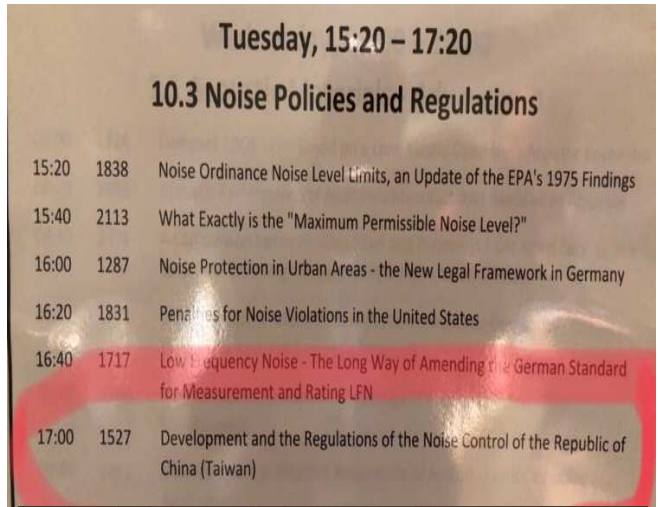 Tuesday, 15:20 – 17:20
10.3 Noise Policies and Regulations
15:20 1838 Noise Ordinance Noise Level Limits, an Update of the EPA's 1975 Findings
15:40 2113 What Exactly is the "Maximum Permissible Noise Level?"
16:00 1287 Noise Protection in Urban Areas - the New Legal Framework in Germany
16:20 1831 Penalties for Noise Violations in the United States
16:40 1717 Low Frequency Noise - The Long Way of Amending the German Standard
for Measurement and Rating LFN
17:00 1527 Development and the Regulations of the Noise Control of the Republic of
China (Taiwan)